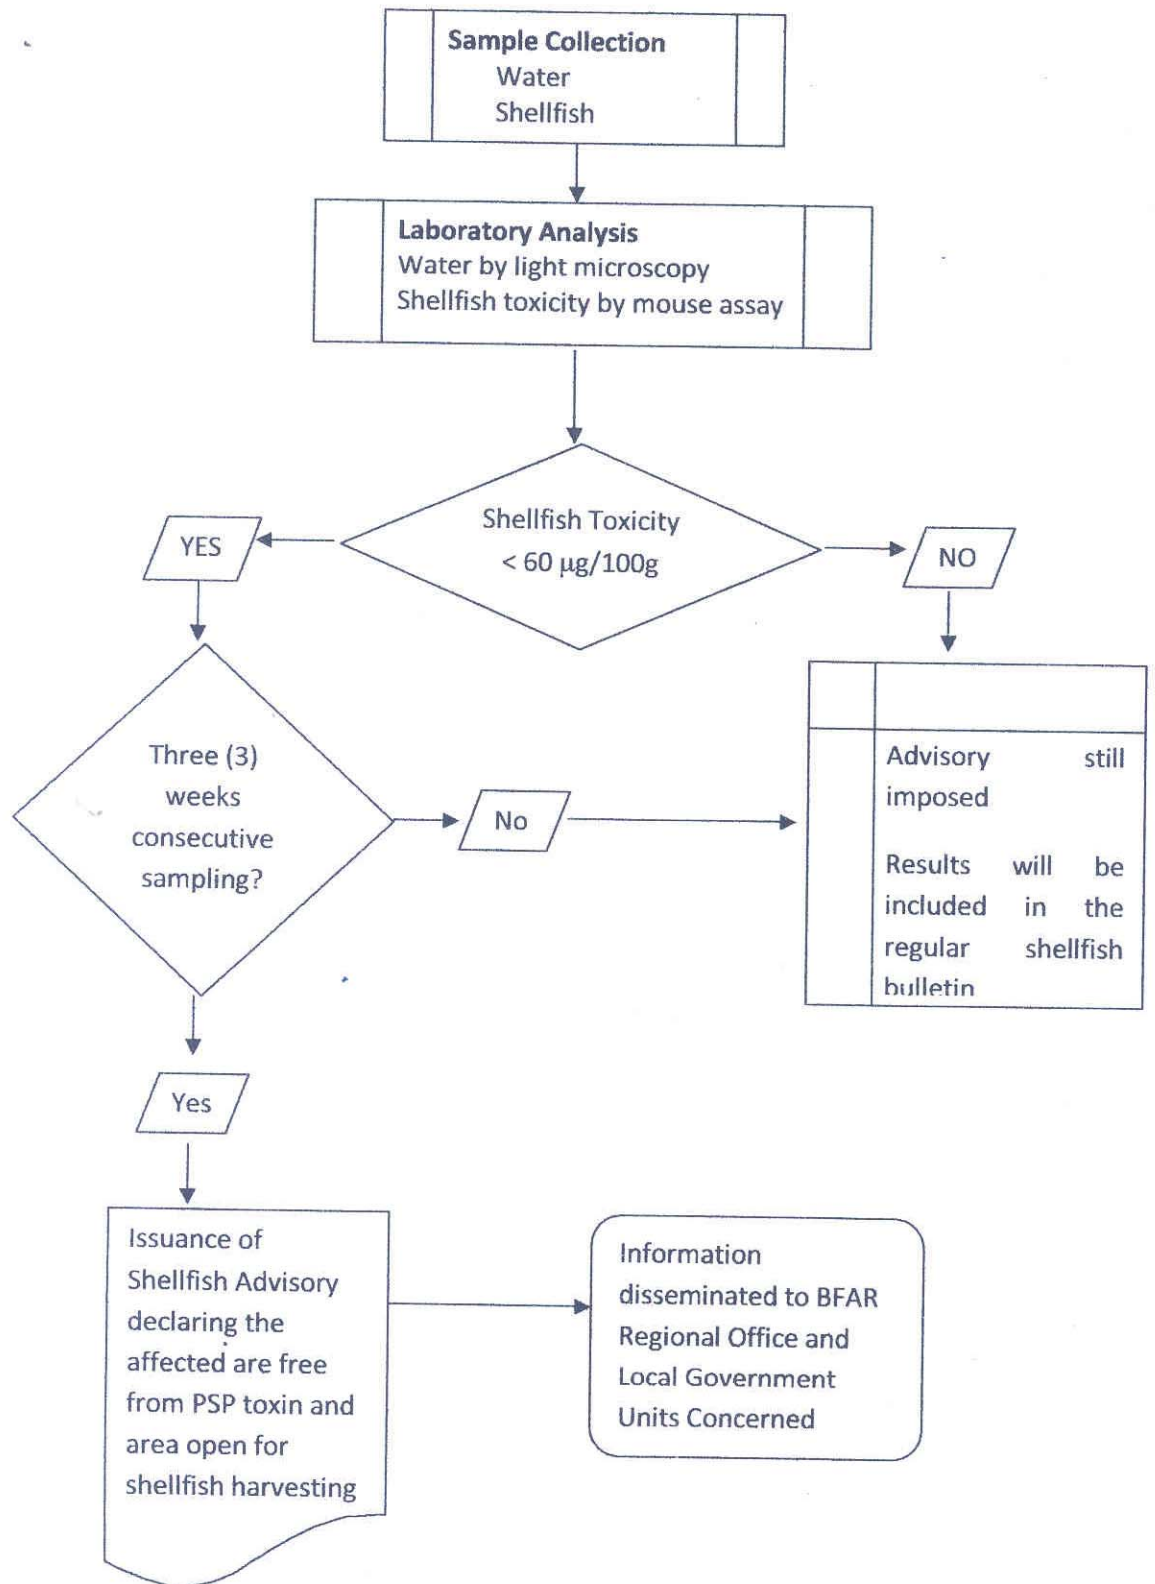 Sample Collection
Water
Shellfish
Laboratory Analysis
Water by light microscopy
Shellfish toxicity by mouse assay
Shellfish Toxicity
< 60 µg/100g
YES
NO
Three (3)
weeks
consecutive
sampling?
No
Advisory still
imposed
Results will be
included in the
regular shellfish
bulletin
Yes
Issuance of
Shellfish Advisory
declaring the
affected are free
from PSP toxin and
area open for
shellfish harvesting
Information
disseminated to BFAR
Regional Office and
Local Government
Units Concerned